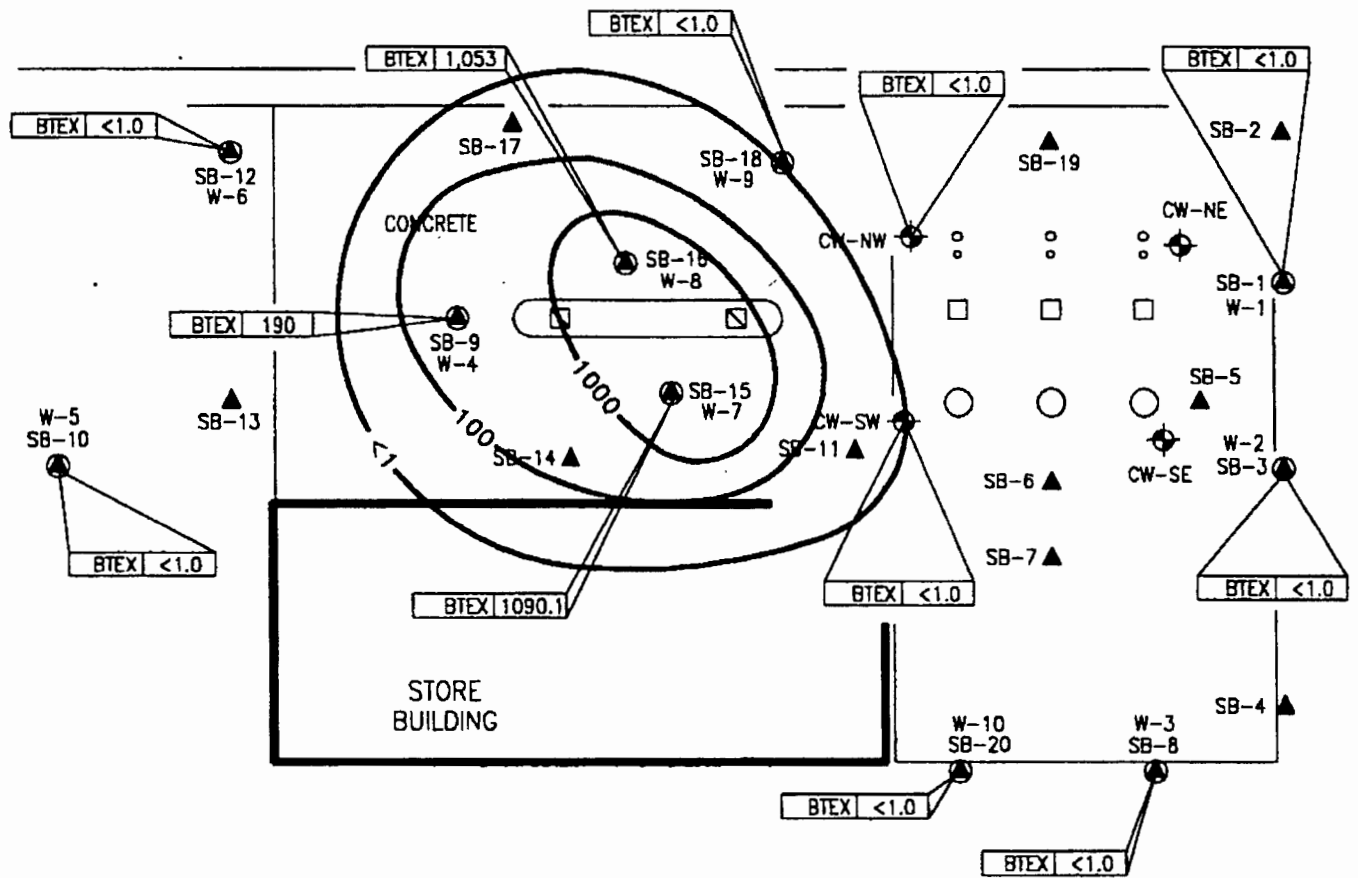 BTEX <1.0
BTEX 1,053
BTEX <1.0
BTEX <1.0
BTEX <1.0
SB-17
SB-2
SB-19
SB-18
W-9
SB-12
W-6
CW-NE
CONCRETE
CW-NW
SB-16
W-8
SB-1
W-1
BTEX 190
SB-9
W-4
1000
SB-15
W-7
SB-5
SB-13
W-5
SB-10
100
CW-SW
SB-11
W-2
SB-3
<1
SB-14
CW-SE
SB-6
SB-7
BTEX <1.0
BTEX <1.0
BTEX <1.0
BTEX 1090.1
STORE
BUILDING
SB-4
W-10
SB-20
W-3
SB-8
BTEX <1.0
BTEX <1.0